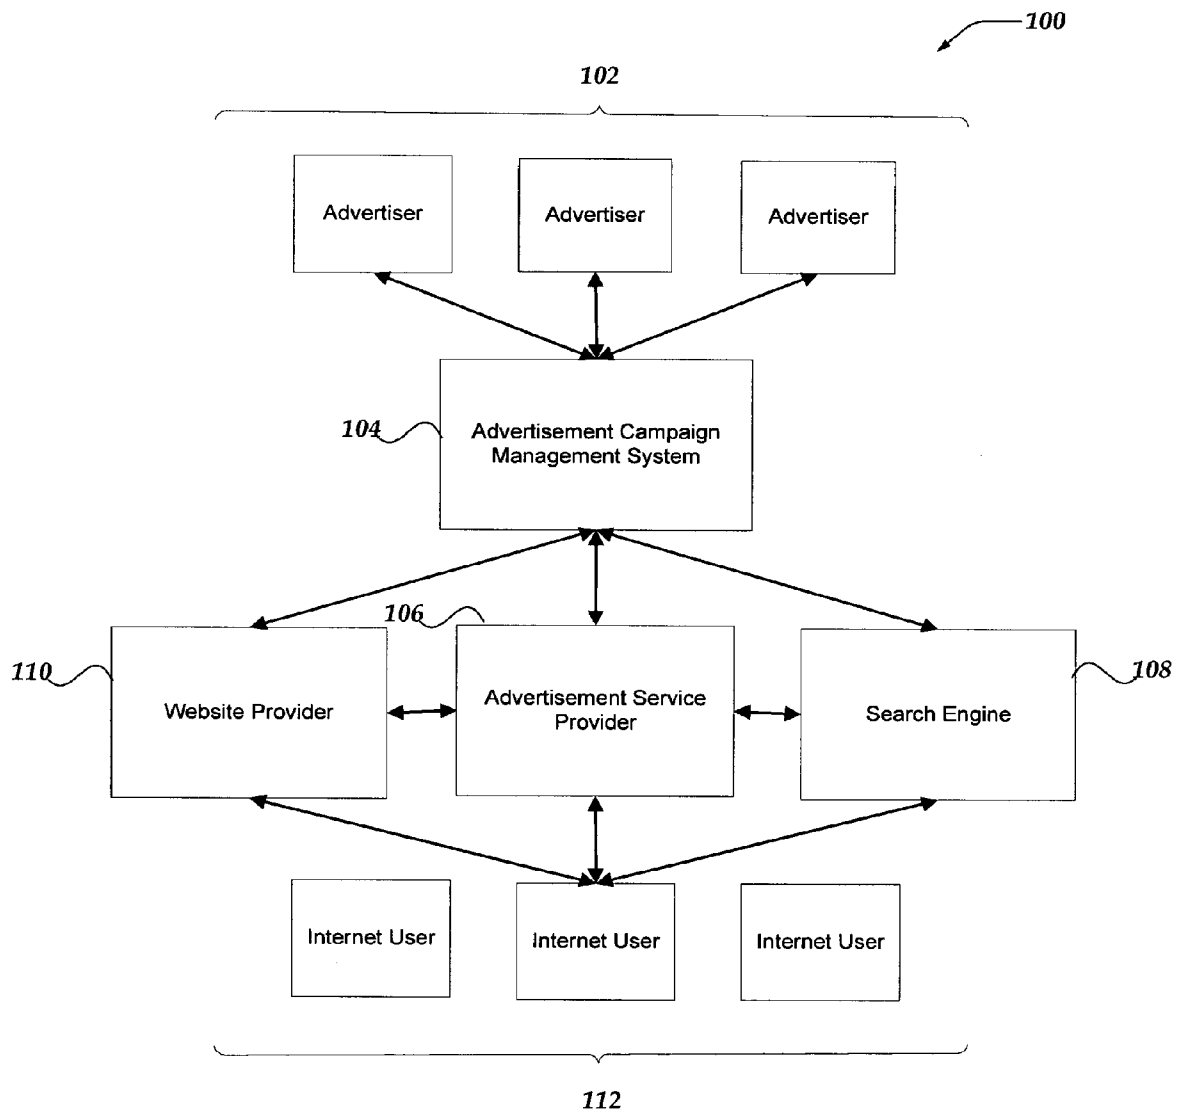 100
102
Advertiser
Advertiser
Advertiser
104
Advertisement Campaign
Management System
106
110
108
Website Provider
Advertisement Service
Provider
Search Engine
Internet User
Internet User
Internet User
112